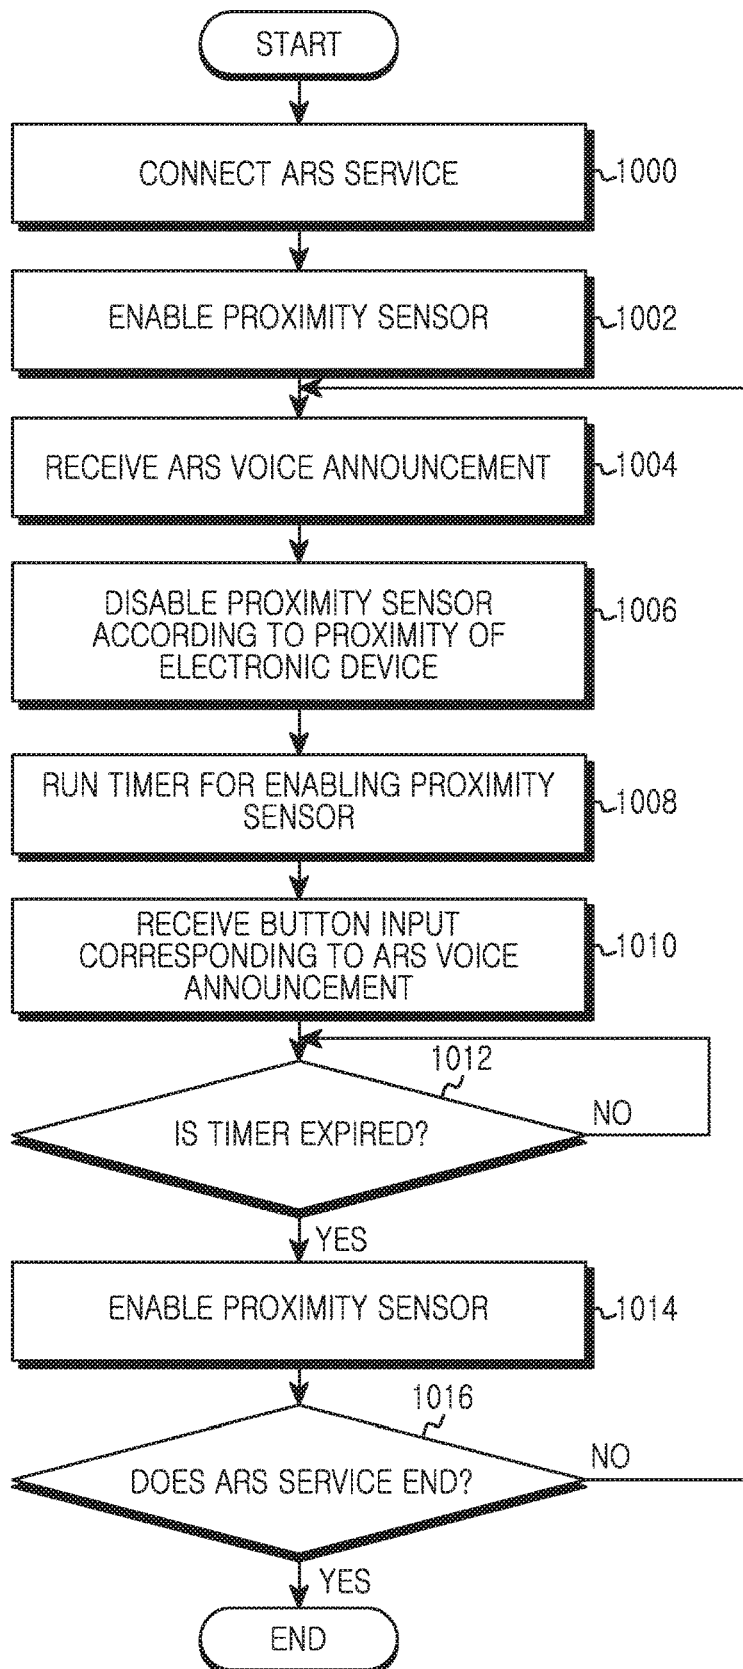 START
CONNECT ARS SERVICE
1000
ENABLE PROXIMITY SENSOR
1002
RECEIVE ARS VOICE ANNOUNCEMENT
1004
DISABLE PROXIMITY SENSOR
ACCORDING TO PROXIMITY OF
ELECTRONIC DEVICE
1006
RUN TIMER FOR ENABLING PROXIMITY
SENSOR
1008
RECEIVE BUTTON INPUT
CORRESPONDING TO ARS VOICE
ANNOUNCEMENT
1010
1012
IS TIMER EXPIRED?
NO
YES
ENABLE PROXIMITY SENSOR
1014
1016
DOES ARS SERVICE END?
NO
YES
END